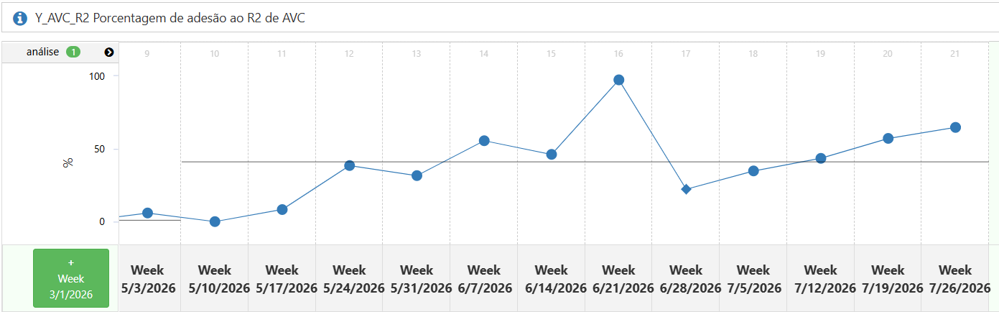 Y_AVC_R2 Porcentagem de adesão ao R2 de AVC
análise 1
9 10 11 12 13 14 15 16 17 18 19 20 21
100
50
%
0
+
Week
3/1/2026
Week Week Week Week Week Week Week Week Week Week Week Week Week
5/3/2026 5/10/2026 5/17/2026 5/24/2026 5/31/2026 6/7/2026 6/14/2026 6/21/2026 6/28/2026 7/5/2026 7/12/2026 7/19/2026 7/26/2026